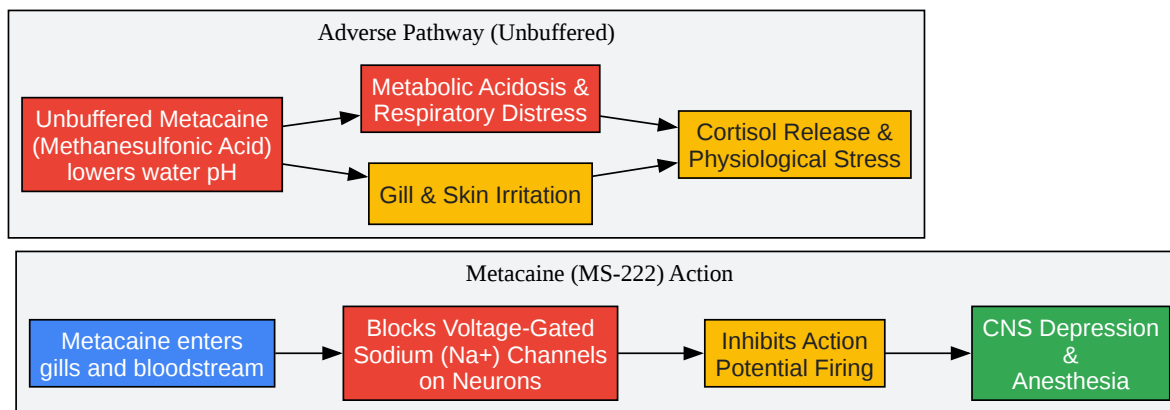 Adverse Pathway (Unbuffered)
Unbuffered Metacaine
(Methanesulfonic Acid)
lowers water pH
Metabolic Acidosis &
Respiratory Distress
Gill & Skin Irritation
Cortisol Release &
Physiological Stress
Metacaine (MS-222) Action
Metacaine enters
gills and bloodstream
Blocks Voltage-Gated
Sodium (Na+) Channels
on Neurons
Inhibits Action
Potential Firing
CNS Depression
&
Anesthesia